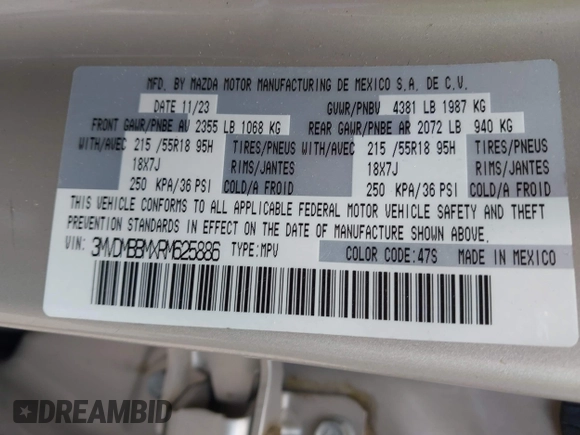 MFD. BY MAZDA MOTOR MANUFACTURING DE MEXICO S.A. DE C.V.
DATE 11/23 GVWR/PNBV 4381 LB 1987 KG
FRONT GAWR/PNBE AV 2355 LB 1068 KG REAR GAWR/PNBE AR 2072 LB 940 KG
WITH/AVEC 215 /55R18 95H TIRES/PNEUS WITH/AVEC 215 /55R18 95H TIRES/PNEUS
18X7J RIMS/JANTES 18X7J RIMS/JANTES
250 KPA/36 PSI COLD/A FROID 250 KPA/36 PSI COLD/A FROID
THIS VEHICLE CONFORMS TO ALL APPLICABLE FEDERAL MOTOR VEHICLE SAFETY AND THEFT
PREVENTION STANDARDS IN EFFECT ON THE DATE OF MANUFACTURE SHOWN ABOVE.
VIN: 3MVDMBBMXRM625886 TYPE:MPV COLOR CODE:47S MADE IN MEXICO
DREAMBID